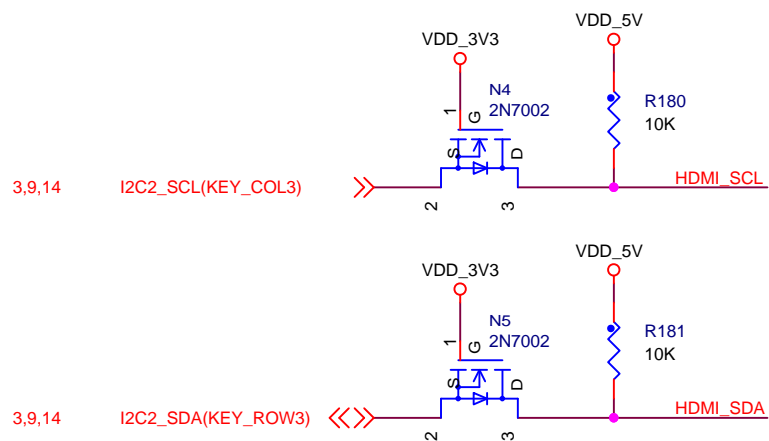 VDD_5V
VDD_3V3
N4
2N7002
1
G
S
D
R180
10K
3,9,14 I2C2_SCL(KEY_COL3)
HDMI_SCL
2
3
VDD_5V
VDD_3V3
N5
2N7002
1
G
S
D
R181
10K
3,9,14 I2C2_SDA(KEY_ROW3)
HDMI_SDA
2
3